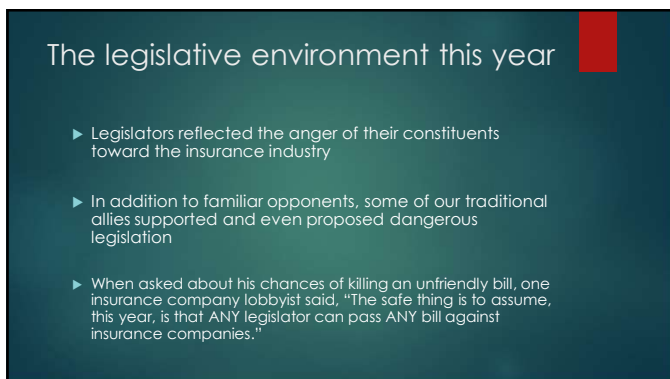 The legislative environment this year
▶ Legislators reflected the anger of their constituents
toward the insurance industry
▶ In addition to familiar opponents, some of our traditional
allies supported and even proposed dangerous
legislation
▶ When asked about his chances of killing an unfriendly bill, one
insurance company lobbyist said, “The safe thing is to assume,
this year, is that ANY legislator can pass ANY bill against
insurance companies.”